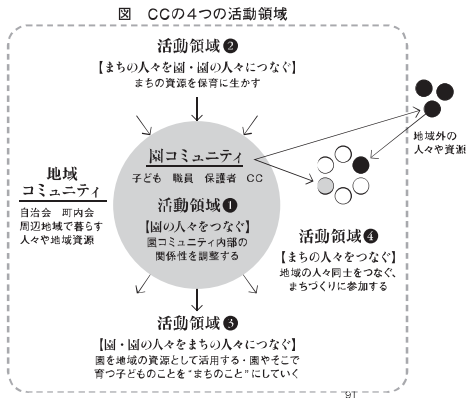 図　CCの4つの活動領域
活動領域❷
【まちの人々を園・園の人々につなぐ】
まちの資源を保育に生かす
地域外の
人々や資源
園コミュニティ
子ども　職員　保護者　CC
地域
コミュニティ
自治会　町内会
周辺地域で暮らす
人々や地域資源
活動領域❶
【園の人々をつなぐ】
園コミュニティ内部の
関係性を調整する
活動領域❹
【まちの人々をつなぐ】
地域の人々同士をつなぐ、
まちづくりに参加する
活動領域❸
【園・園の人々をまちの人々につなぐ】
園を地域の資源として活用する・園やそこで
育つ子どものことを“まちのこと”にしていく
91